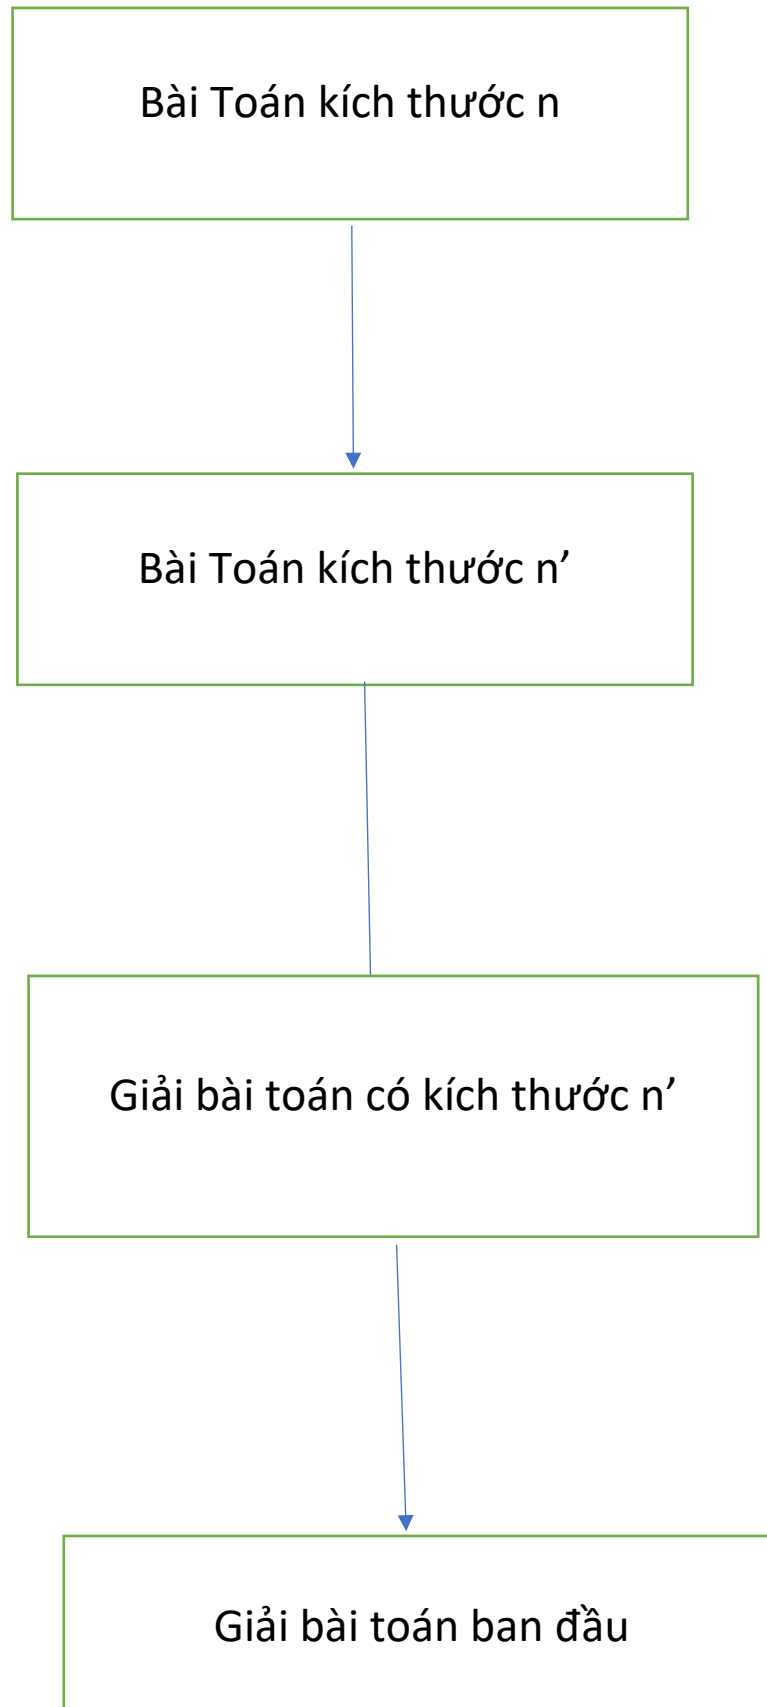 Bài Toán kích thước n
Bài Toán kích thước n’
Giải bài toán có kích thước n’
Giải bài toán ban đầu